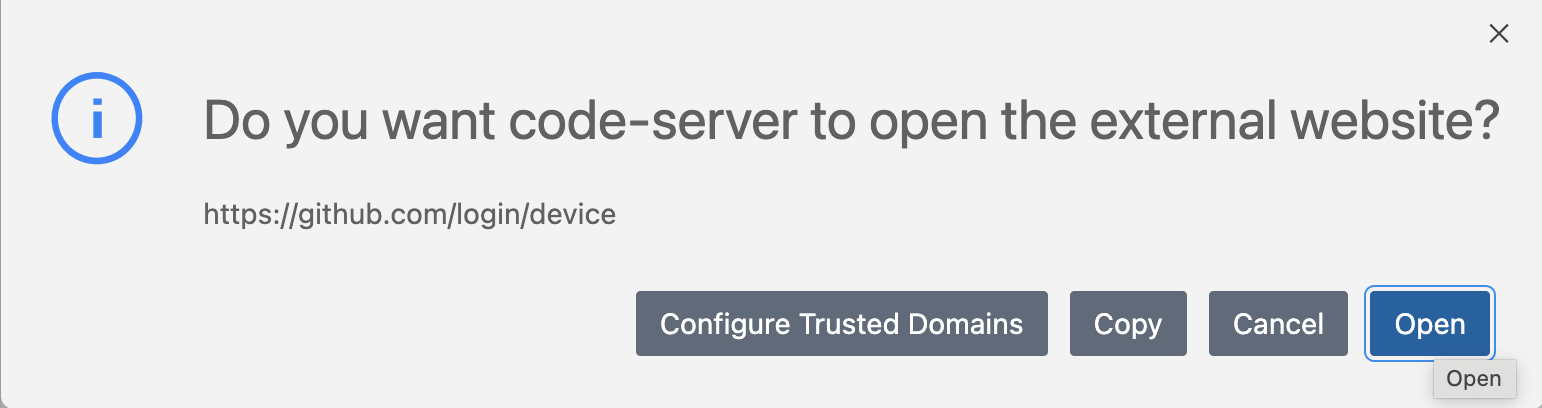 Do you want code-server to open the external website?
https://github.com/login/device
Configure Trusted Domains Copy Cancel Open
Open